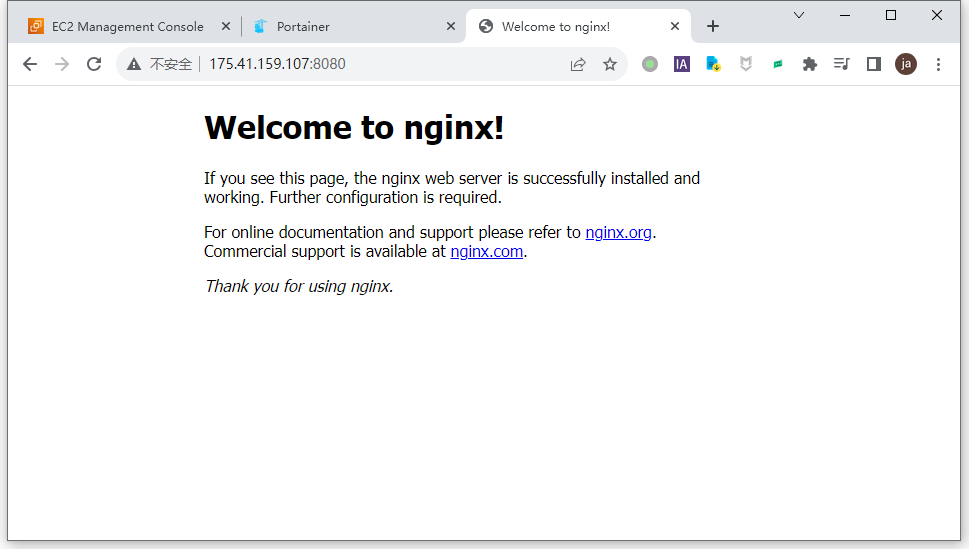 EC2 Management Console
Portainer
Welcome to nginx!
不安全 175.41.159.107:8080
IA
ja
Welcome to nginx!
If you see this page, the nginx web server is successfully installed and
working. Further configuration is required.
For online documentation and support please refer to nginx.org.
Commercial support is available at nginx.com.
Thank you for using nginx.